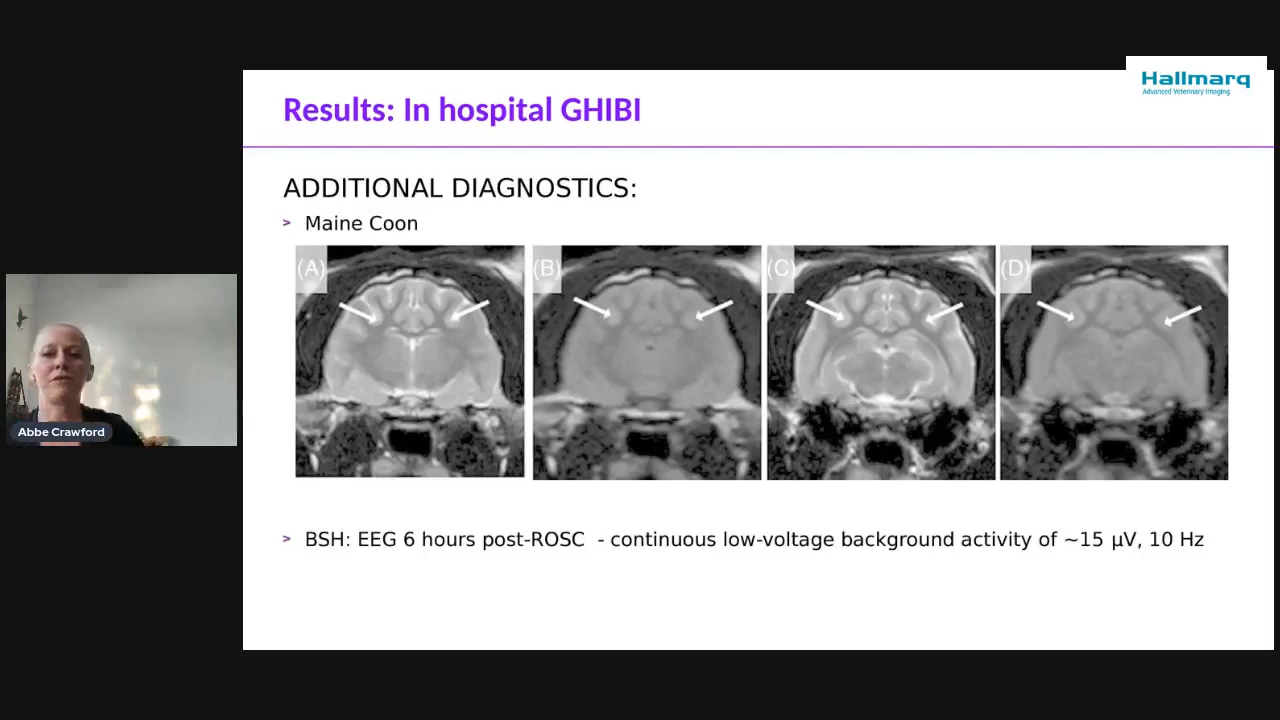 Hallmarq
Advanced Veterinary Imaging
Results: In hospital GHIBI
ADDITIONAL DIAGNOSTICS:
> Maine Coon
(A) (B) (C) (D)
Abbe Crawford
> BSH: EEG 6 hours post-ROSC - continuous low-voltage background activity of ~15 µV, 10 Hz